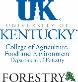 UK
UNIVERSITY OF
KENTUCKY
College of Agriculture,
Food and Environment
Department of Forestry
FORESTRY